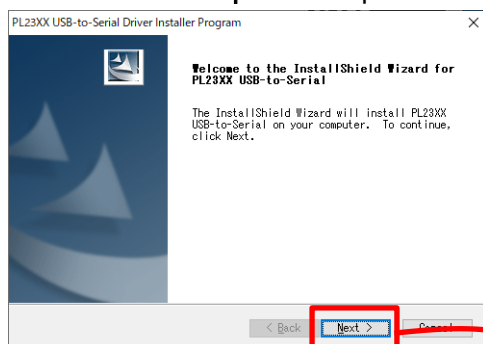 PL23XX USB-to-Serial Driver Installer Program
Welcome to the InstallShield Wizard for
PL23XX USB-to-Serial
The InstallShield Wizard will install PL23XX
USB-to-Serial on your computer. To continue,
click Next.
< Back Next > Cancel